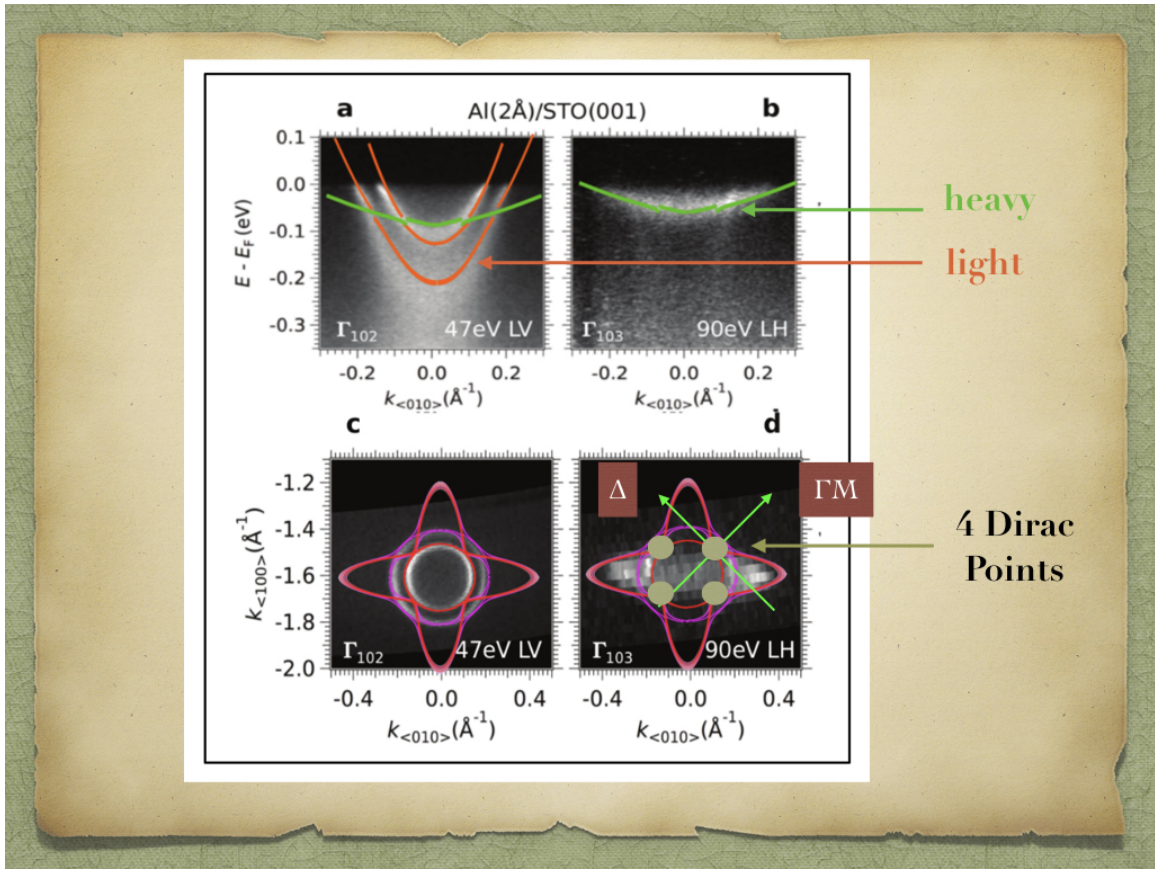 Al(2Å)/STO(001)
a
b
0.1
0.0
-0.1
-0.2
-0.3
E - E_F (eV)
Γ₁₀₂ 47eV LV
Γ₁₀₃ 90eV LH
-0.2 0.0 0.2
-0.2 0.0 0.2
k<010>(Å⁻¹)
k<010>(Å⁻¹)
heavy
light
c
d
-1.2
-1.4
-1.6
-1.8
-2.0
k<100>(Å⁻¹)
Δ
ΓM
Γ₁₀₂ 47eV LV
Γ₁₀₃ 90eV LH
-0.4 0.0 0.4
-0.4 0.0 0.4
k<010>(Å⁻¹)
k<010>(Å⁻¹)
4 Dirac
Points